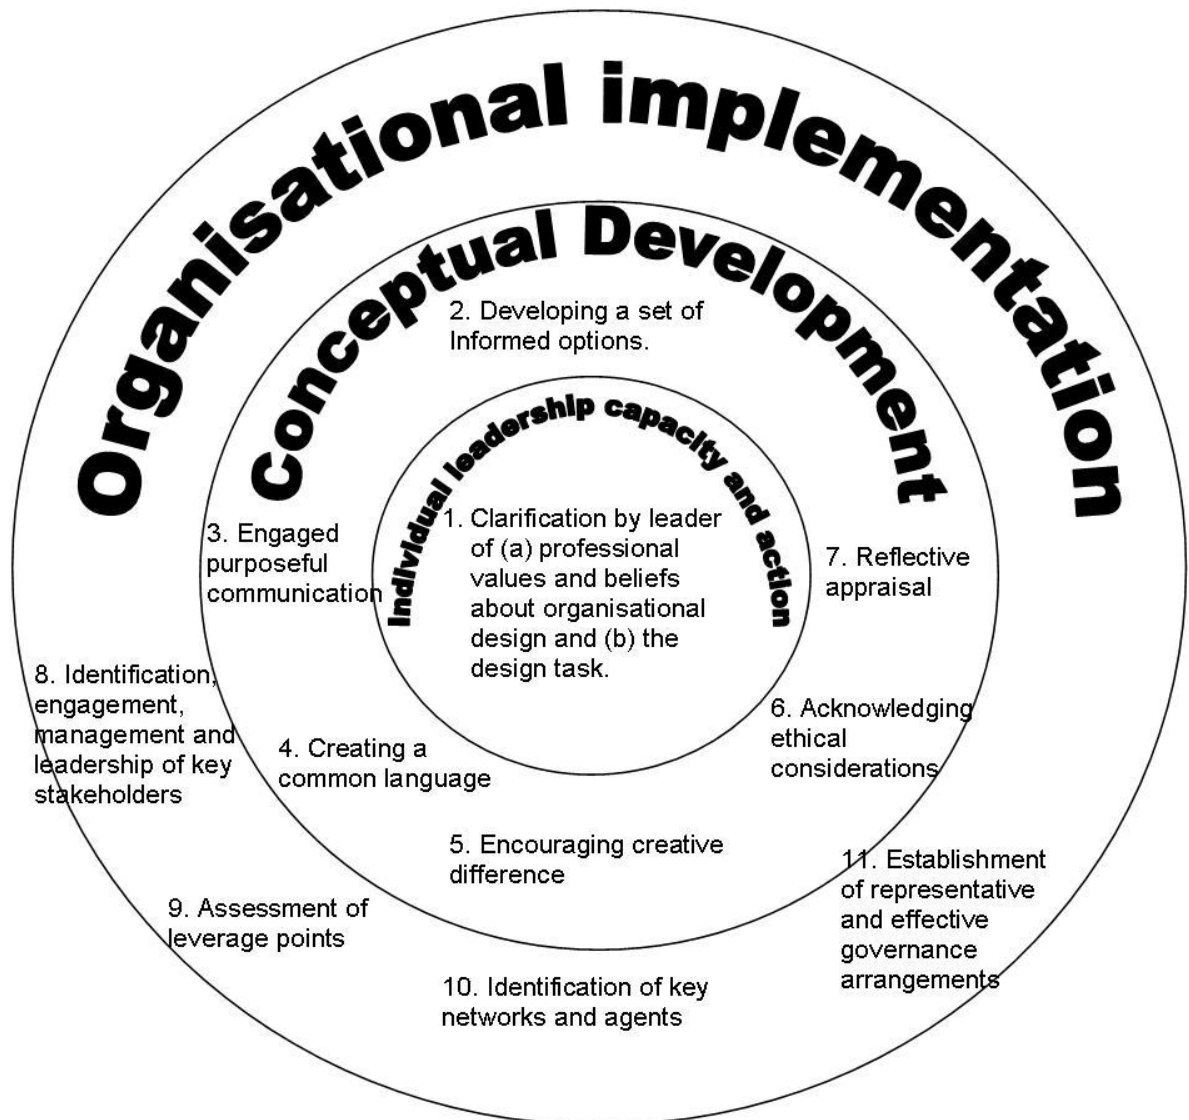 Organisational implementation
Conceptual Development
2. Developing a set of
Informed options.
Individual leadership capacity and action
1. Clarification by leader
of (a) professional
values and beliefs
about organisational
design and (b) the
design task.
3. Engaged
purposeful
communication
7. Reflective
appraisal
8. Identification,
engagement,
management and
leadership of key
stakeholders
4. Creating a
common language
6. Acknowledging
ethical
considerations
5. Encouraging creative
difference
9. Assessment of
leverage points
11. Establishment
of representative
and effective
governance
arrangements
10. Identification of key
networks and agents